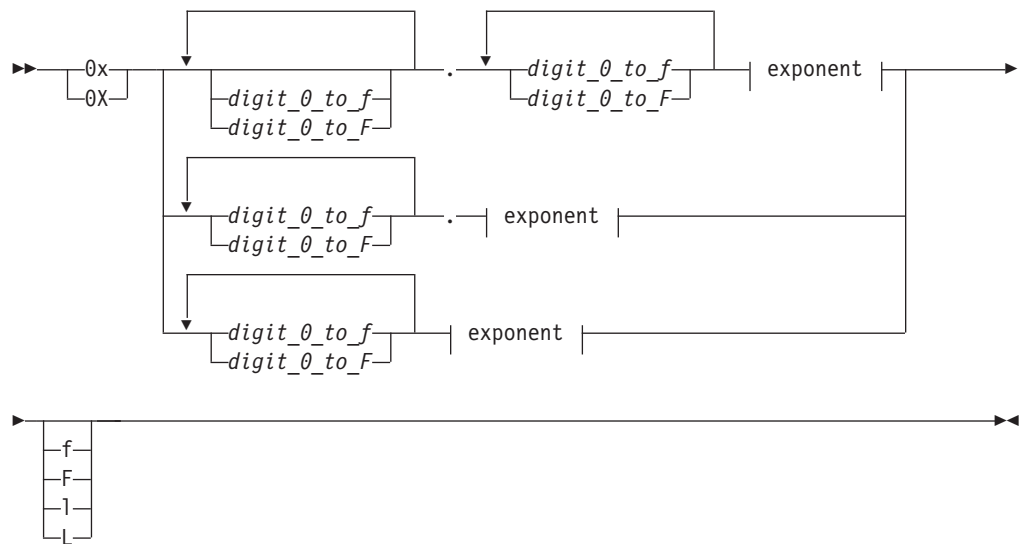 0x . digit_0_to_f exponent
0X digit_0_to_f digit_0_to_F
digit_0_to_F
digit_0_to_f . exponent
digit_0_to_F
digit_0_to_f exponent
digit_0_to_F
f
F
l
L